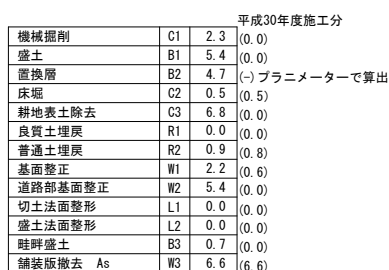 平成30年度施工分
機械掘削 C1 2.3 (0.0)
盛土 B1 5.4 (0.0)
置換層 B2 4.7 (-)プラニメーターで算出
床堀 C2 0.5 (0.5)
耕地表土除去 C3 6.8 (0.0)
良質土埋戻 R1 0.0 (0.0)
普通土埋戻 R2 0.9 (0.8)
基面整正 W1 2.2 (0.6)
道路部基面整正 W2 5.4 (0.0)
切土法面整形 L1 0.0 (0.0)
盛土法面整形 L2 0.0 (0.0)
畦畔盛土 B3 0.7 (0.0)
舗装版撤去 As W3 6.6 (6.6)